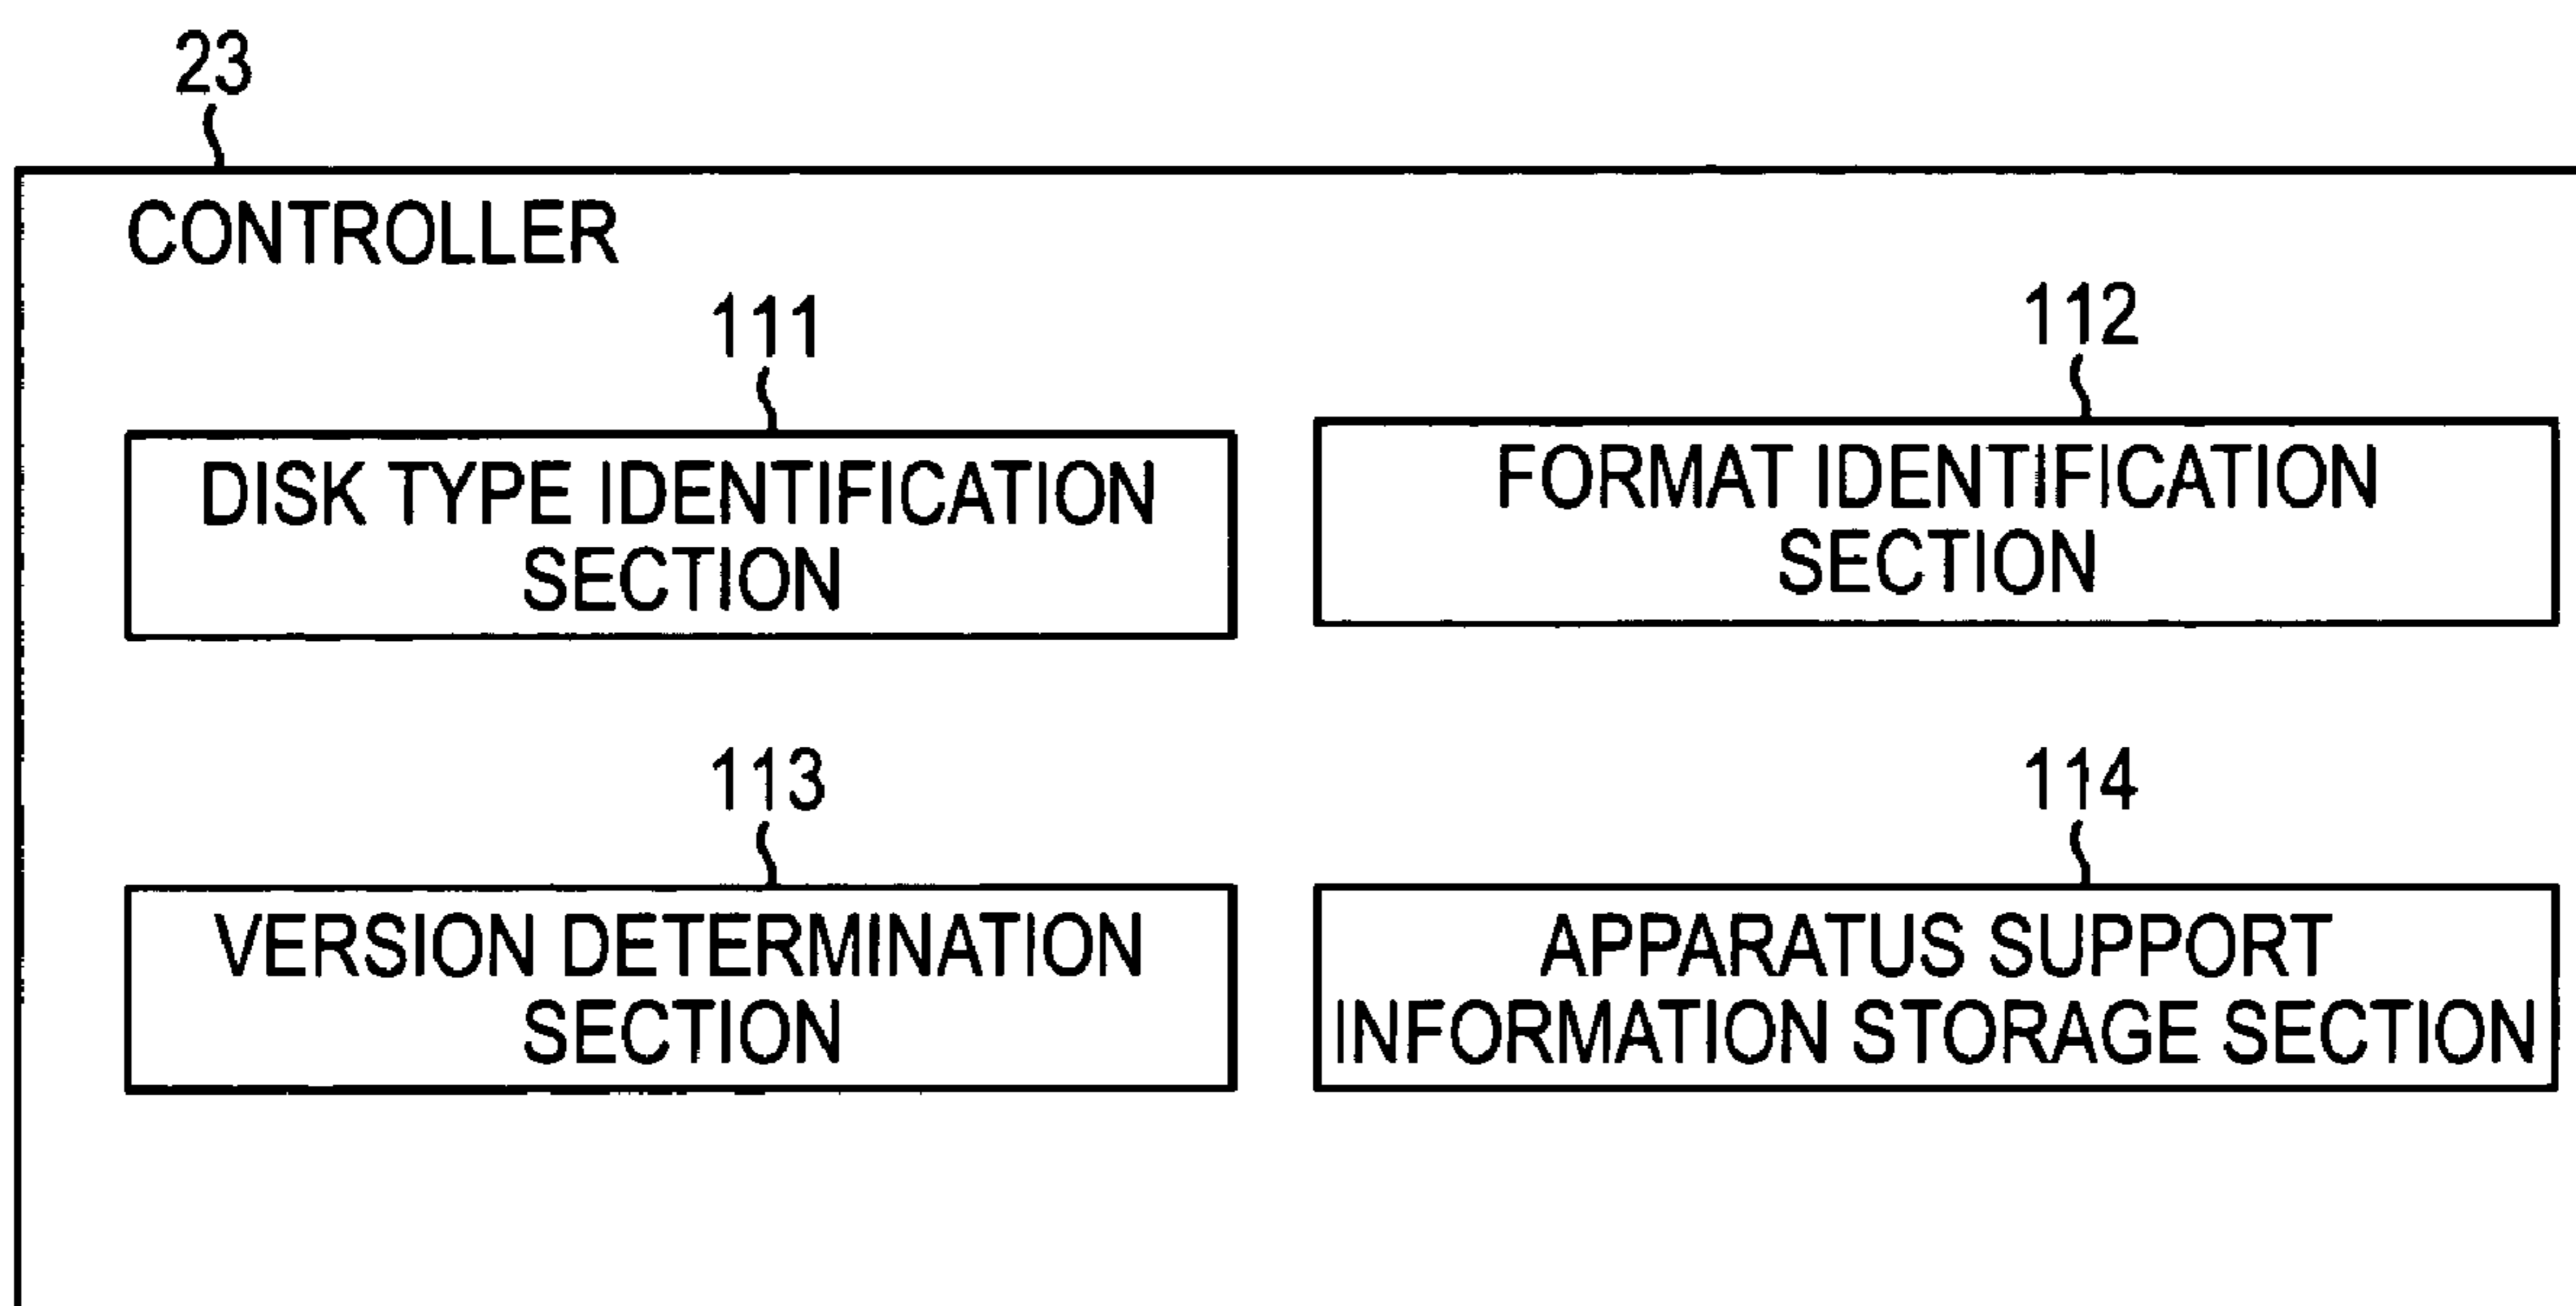 23
CONTROLLER
111
DISK TYPE IDENTIFICATION
SECTION
112
FORMAT IDENTIFICATION
SECTION
113
VERSION DETERMINATION
SECTION
114
APPARATUS SUPPORT
INFORMATION STORAGE SECTION